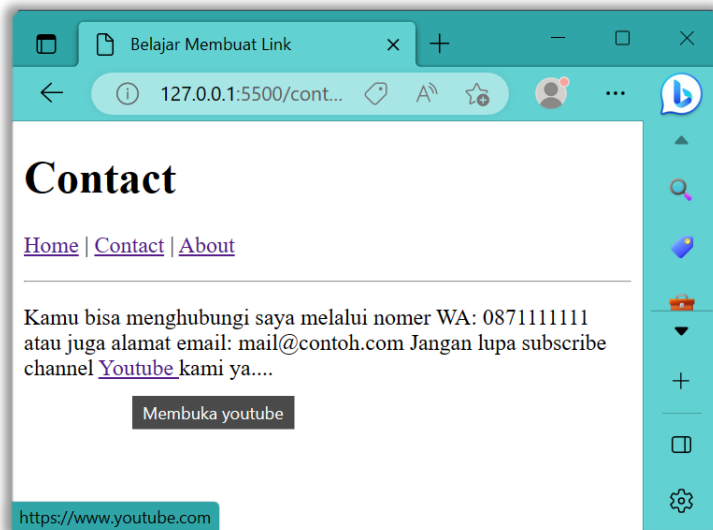 Belajar Membuat Link
127.0.0.1:5500/cont...
Contact
Home | Contact | About
Kamu bisa menghubungi saya melalui nomer WA: 0871111111
atau juga alamat email: mail@contoh.com Jangan lupa subscribe
channel Youtube kami ya....
Membuka youtube
https://www.youtube.com